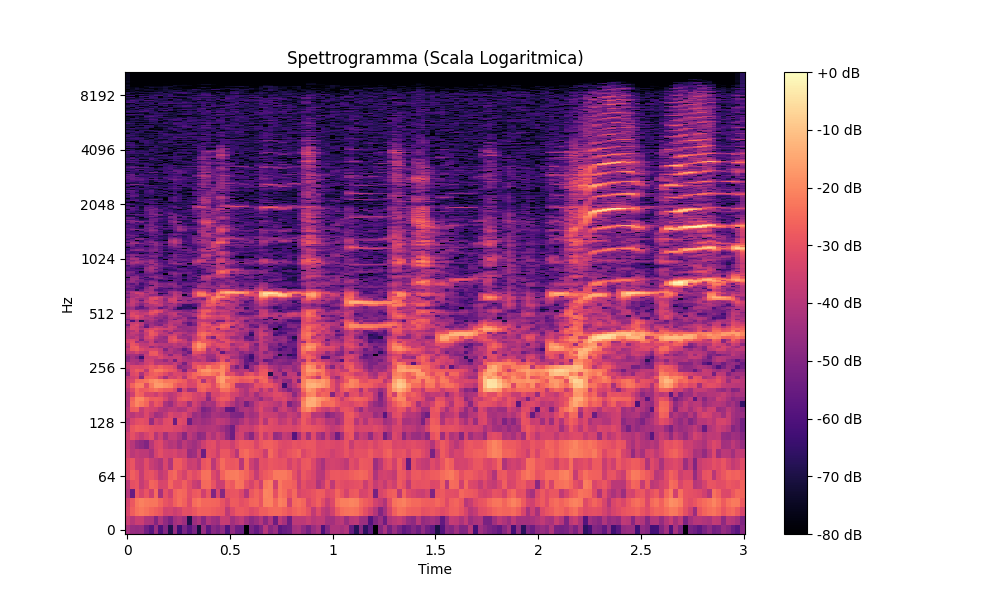 Spettrogramma (Scala Logaritmica)
Hz
8192
4096
2048
1024
512
256
128
64
0
0 0.5 1 1.5 2 2.5 3
Time
+0 dB
-10 dB
-20 dB
-30 dB
-40 dB
-50 dB
-60 dB
-70 dB
-80 dB